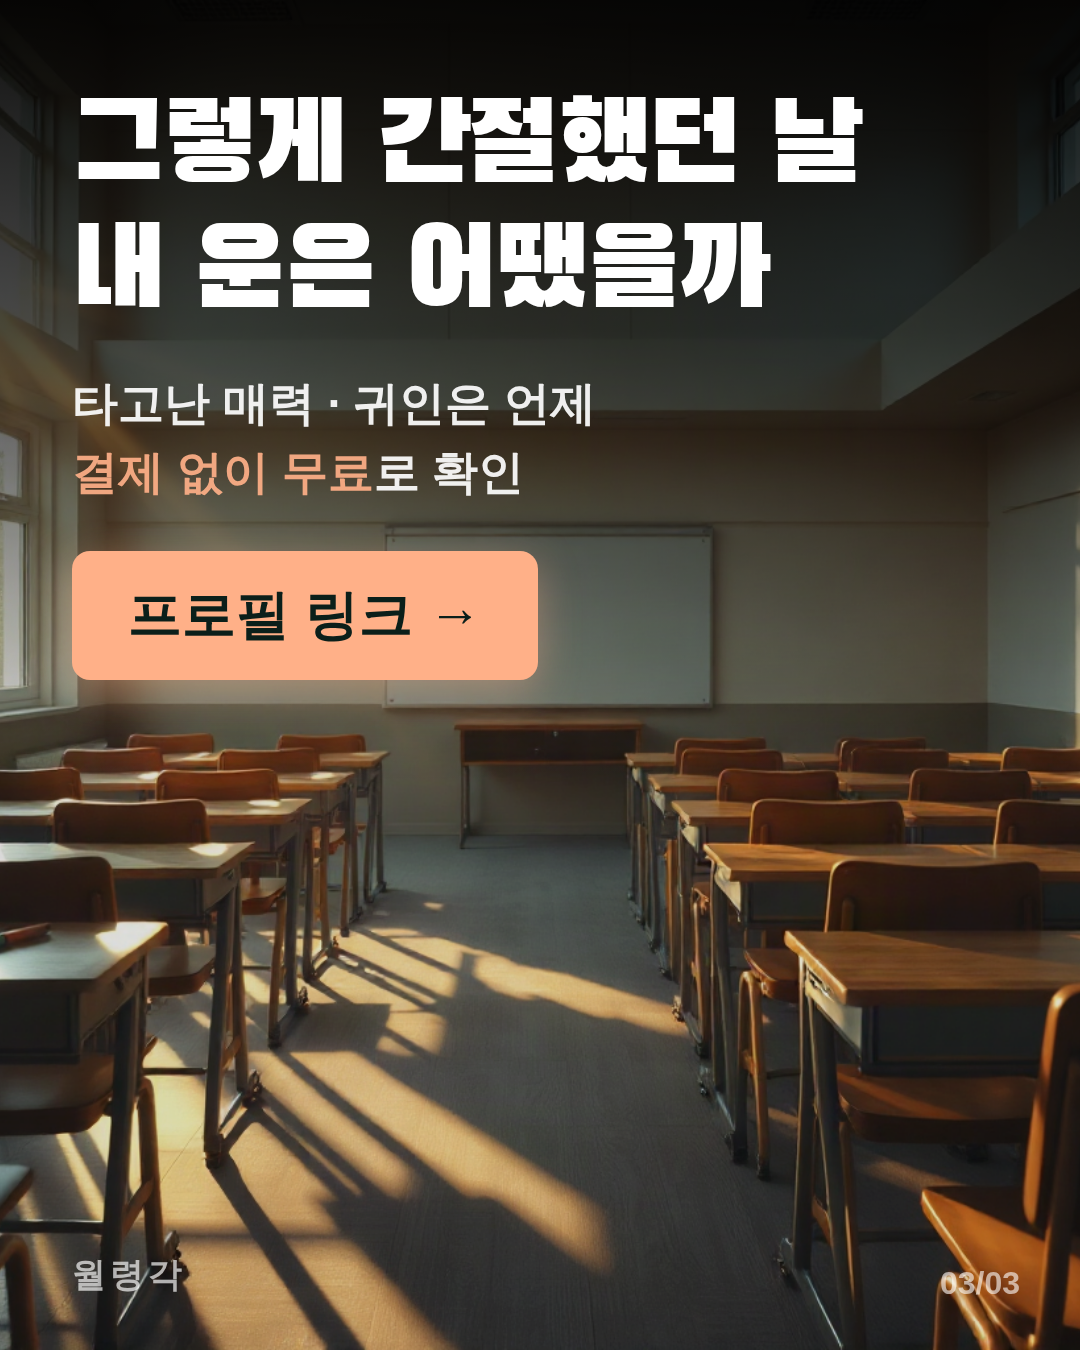 그렇게 간절했던 날
내 운은 어땠을까
타고난 매력 · 귀인은 언제
결제 없이 무료로 확인
프로필 링크 →
월령각
03/03